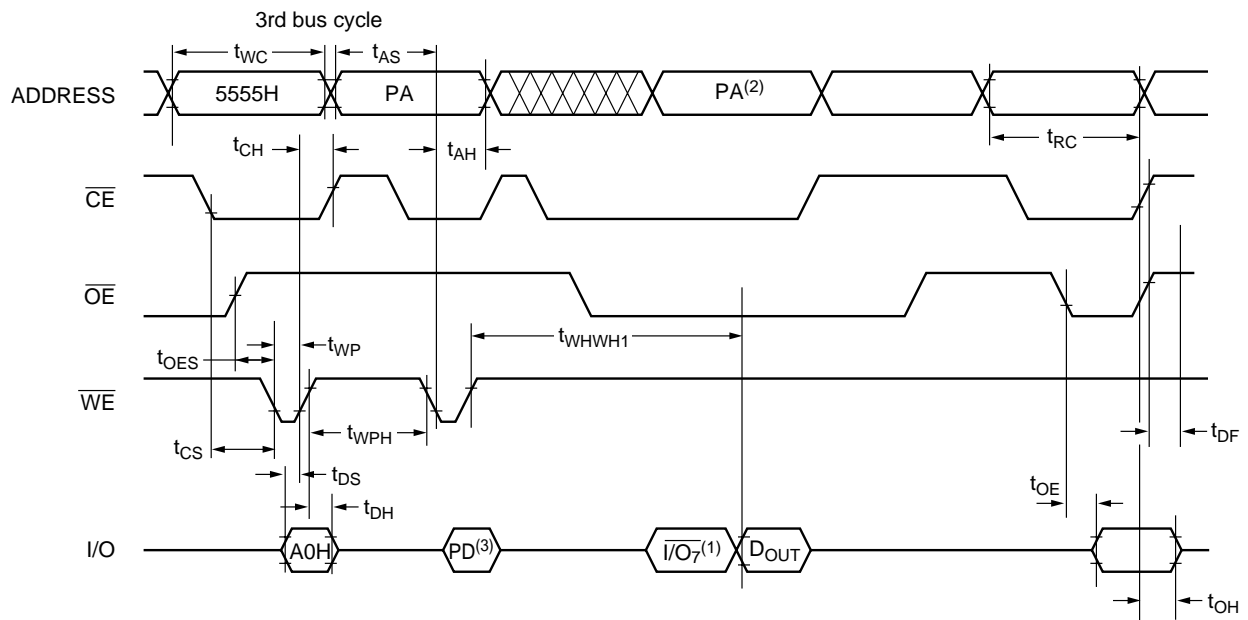 3rd bus cycle
tWC tAS
ADDRESS 5555H PA PA(2)
tCH tAH tRC
CE
OE
tWHWH1
tWP
tOES
WE
tWPH
tCS tDF
tDS
tOE
tDH
I/O A0H PD(3) I/O7(1) DOUT
tOH